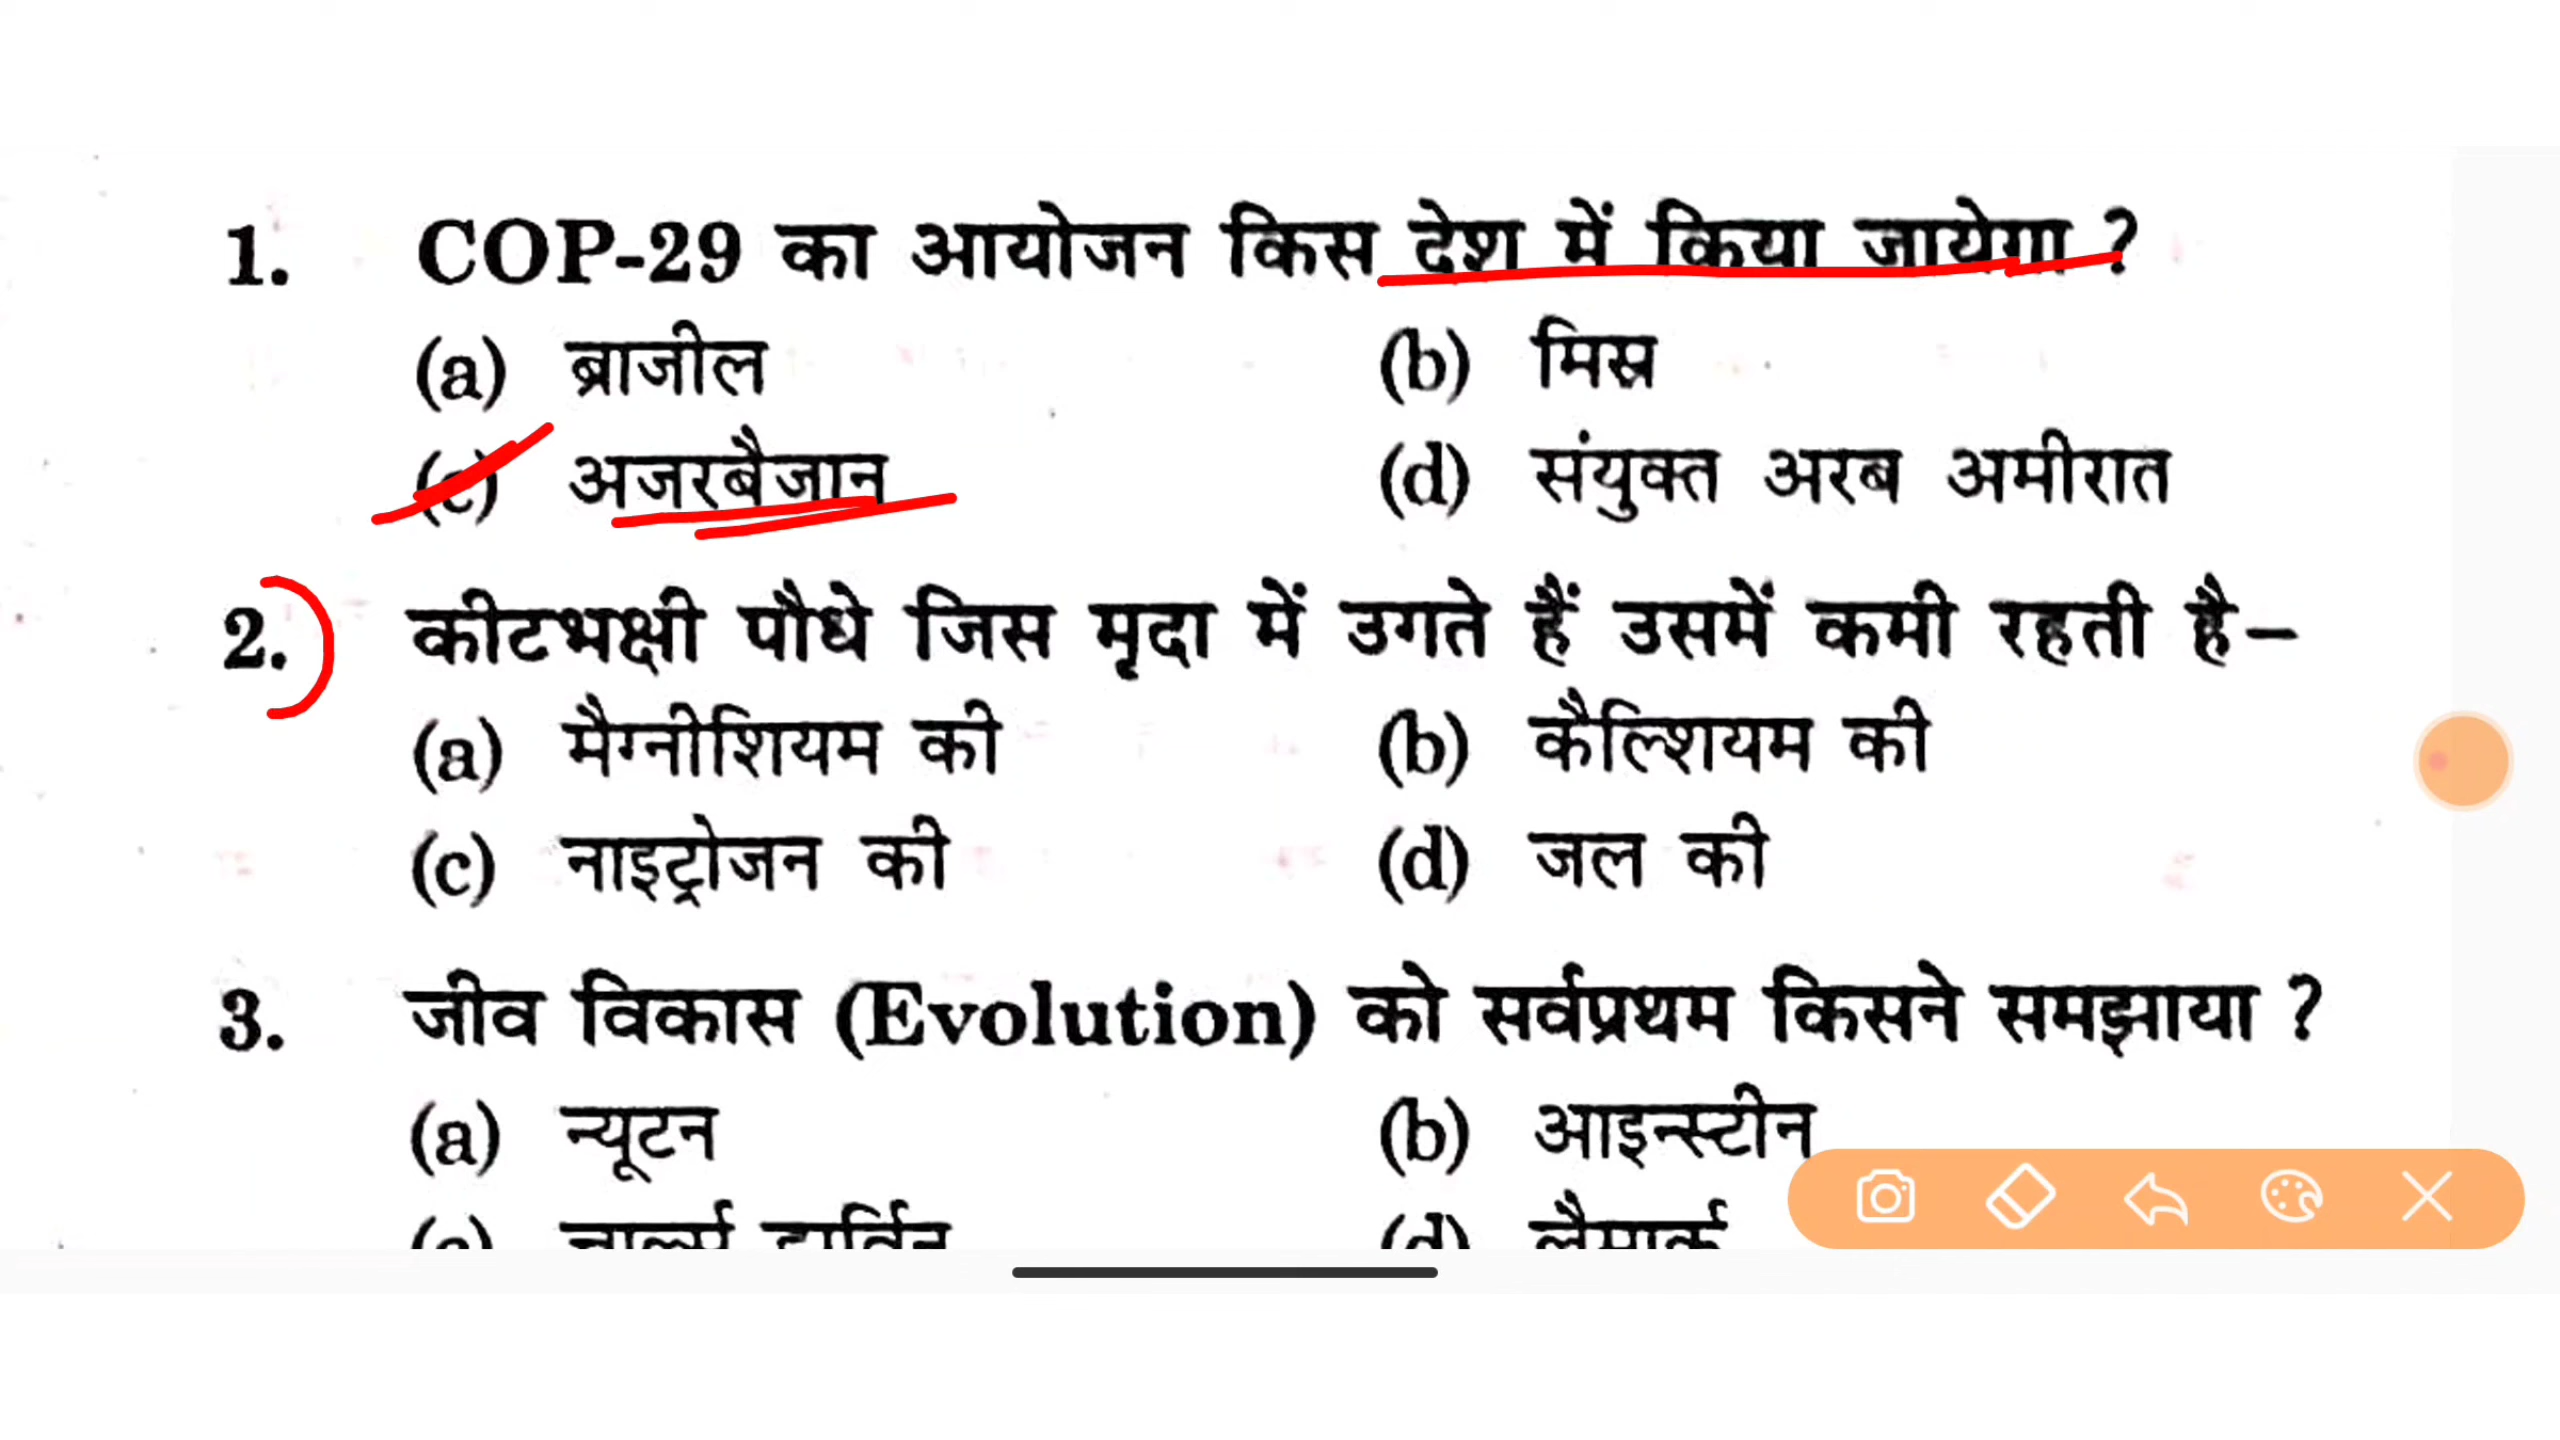 1. COP-29 का आयोजन किस देश में किया जायेगा ?
(a) ब्राजील (b) मिस्र
(c) अजरबैजान (d) संयुक्त अरब अमीरात
2. कीटभक्षी पौधे जिस मृदा में उगते हैं उसमें कमी रहती है–
(a) मैग्नीशियम की (b) कैल्शियम की
(c) नाइट्रोजन की (d) जल की
3. जीव विकास (Evolution) को सर्वप्रथम किसने समझाया ?
(a) न्यूटन (b) आइन्स्टीन
(c) चार्ल्स डार्विन (d) लैमार्क